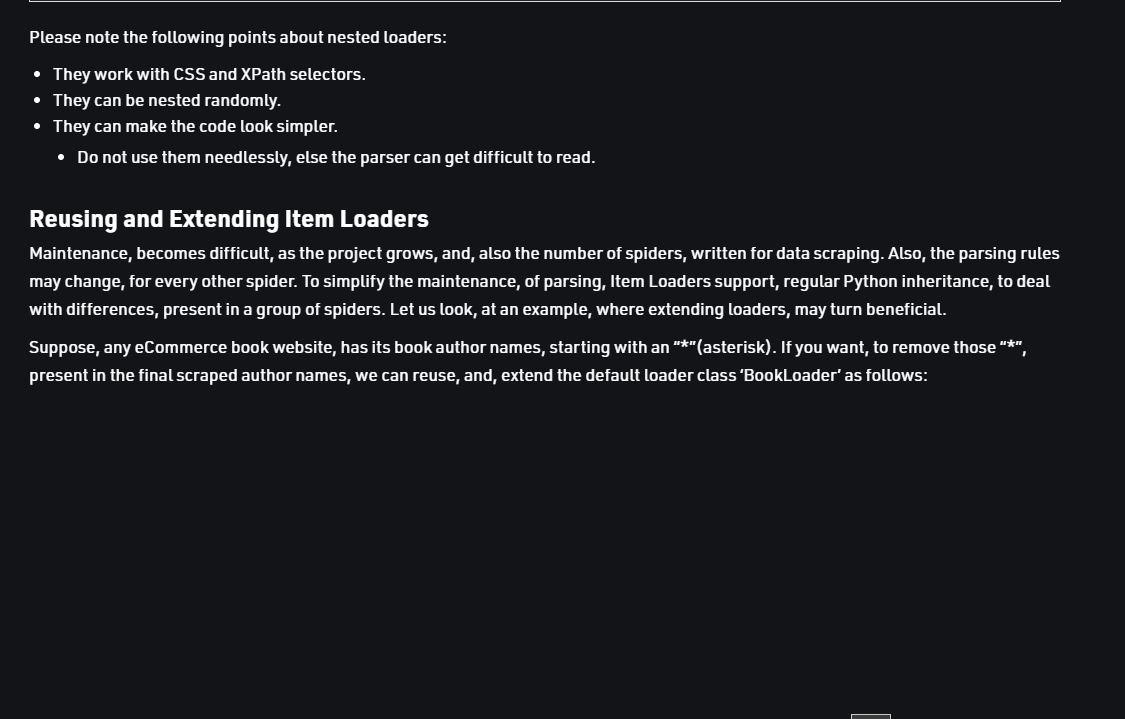 Please note the following points about nested loaders:
They work with CSS and XPath selectors.
They can be nested randomly.
They can make the code look simpler.
Do not use them needlessly, else the parser can get difficult to read.
Reusing and Extending Item Loaders
Maintenance, becomes difficult, as the project grows, and, also the number of spiders, written for data scraping. Also, the parsing rules
may change, for every other spider. To simplify the maintenance, of parsing, Item Loaders support, regular Python inheritance, to deal
with differences, present in a group of spiders. Let us look, at an example, where extending loaders, may turn beneficial.
Suppose, any eCommerce book website, has its book author names, starting with an “*”(asterisk). If you want, to remove those “*”,
present in the final scraped author names, we can reuse, and, extend the default loader class ‘BookLoader’ as follows: